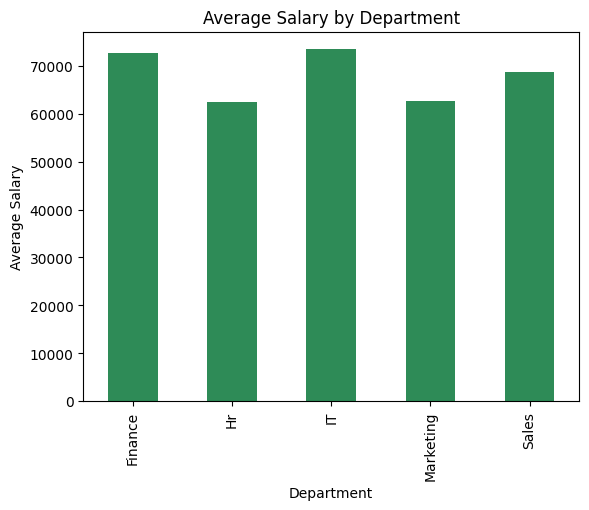 Average Salary by Department
Average Salary
70000
60000
50000
40000
30000
20000
10000
0
Finance
Hr
IT
Marketing
Sales
Department